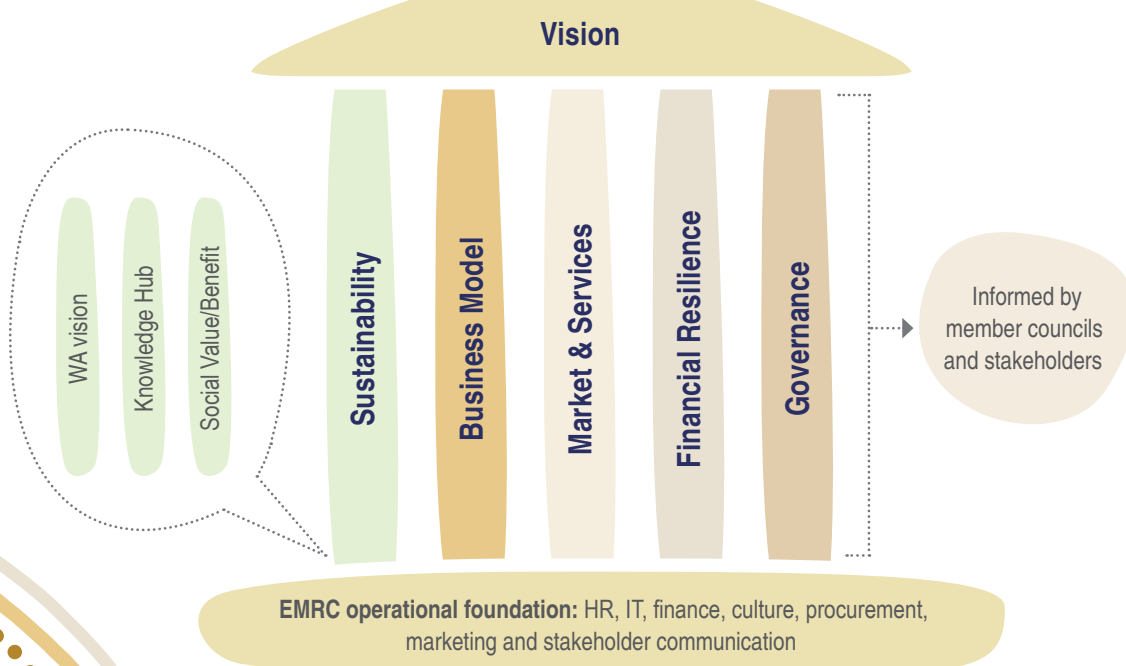 Vision
WA vision
Knowledge Hub
Social Value/Benefit
Sustainability
Business Model
Market & Services
Financial Resilience
Governance
Informed by
member councils
and stakeholders
EMRC operational foundation: HR, IT, finance, culture, procurement,
marketing and stakeholder communication